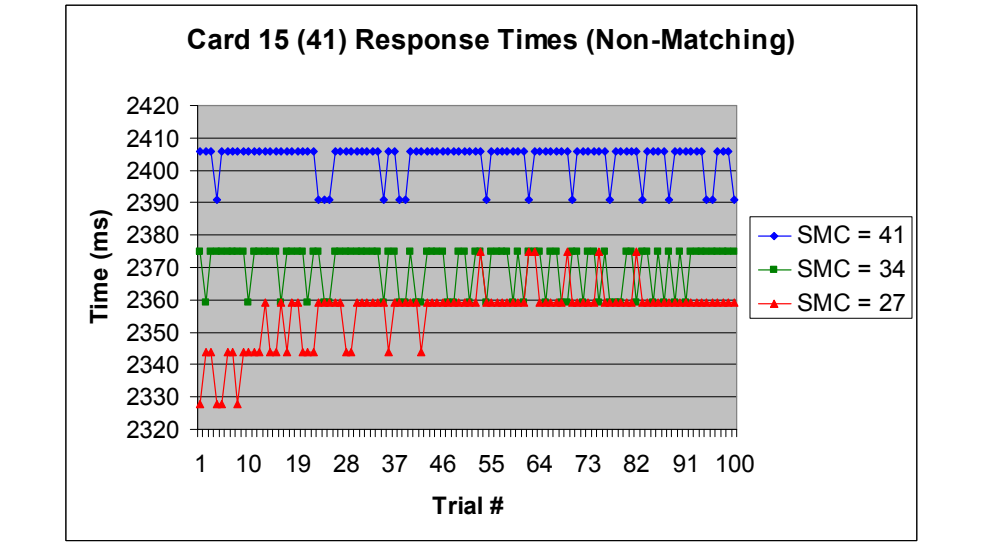 Card 15 (41) Response Times (Non-Matching)
2420
2410
2400
2390
2380
2370
2360
2350
2340
2330
2320
Time (ms)
1 10 19 28 37 46 55 64 73 82 91 100
Trial #
SMC = 41
SMC = 34
SMC = 27